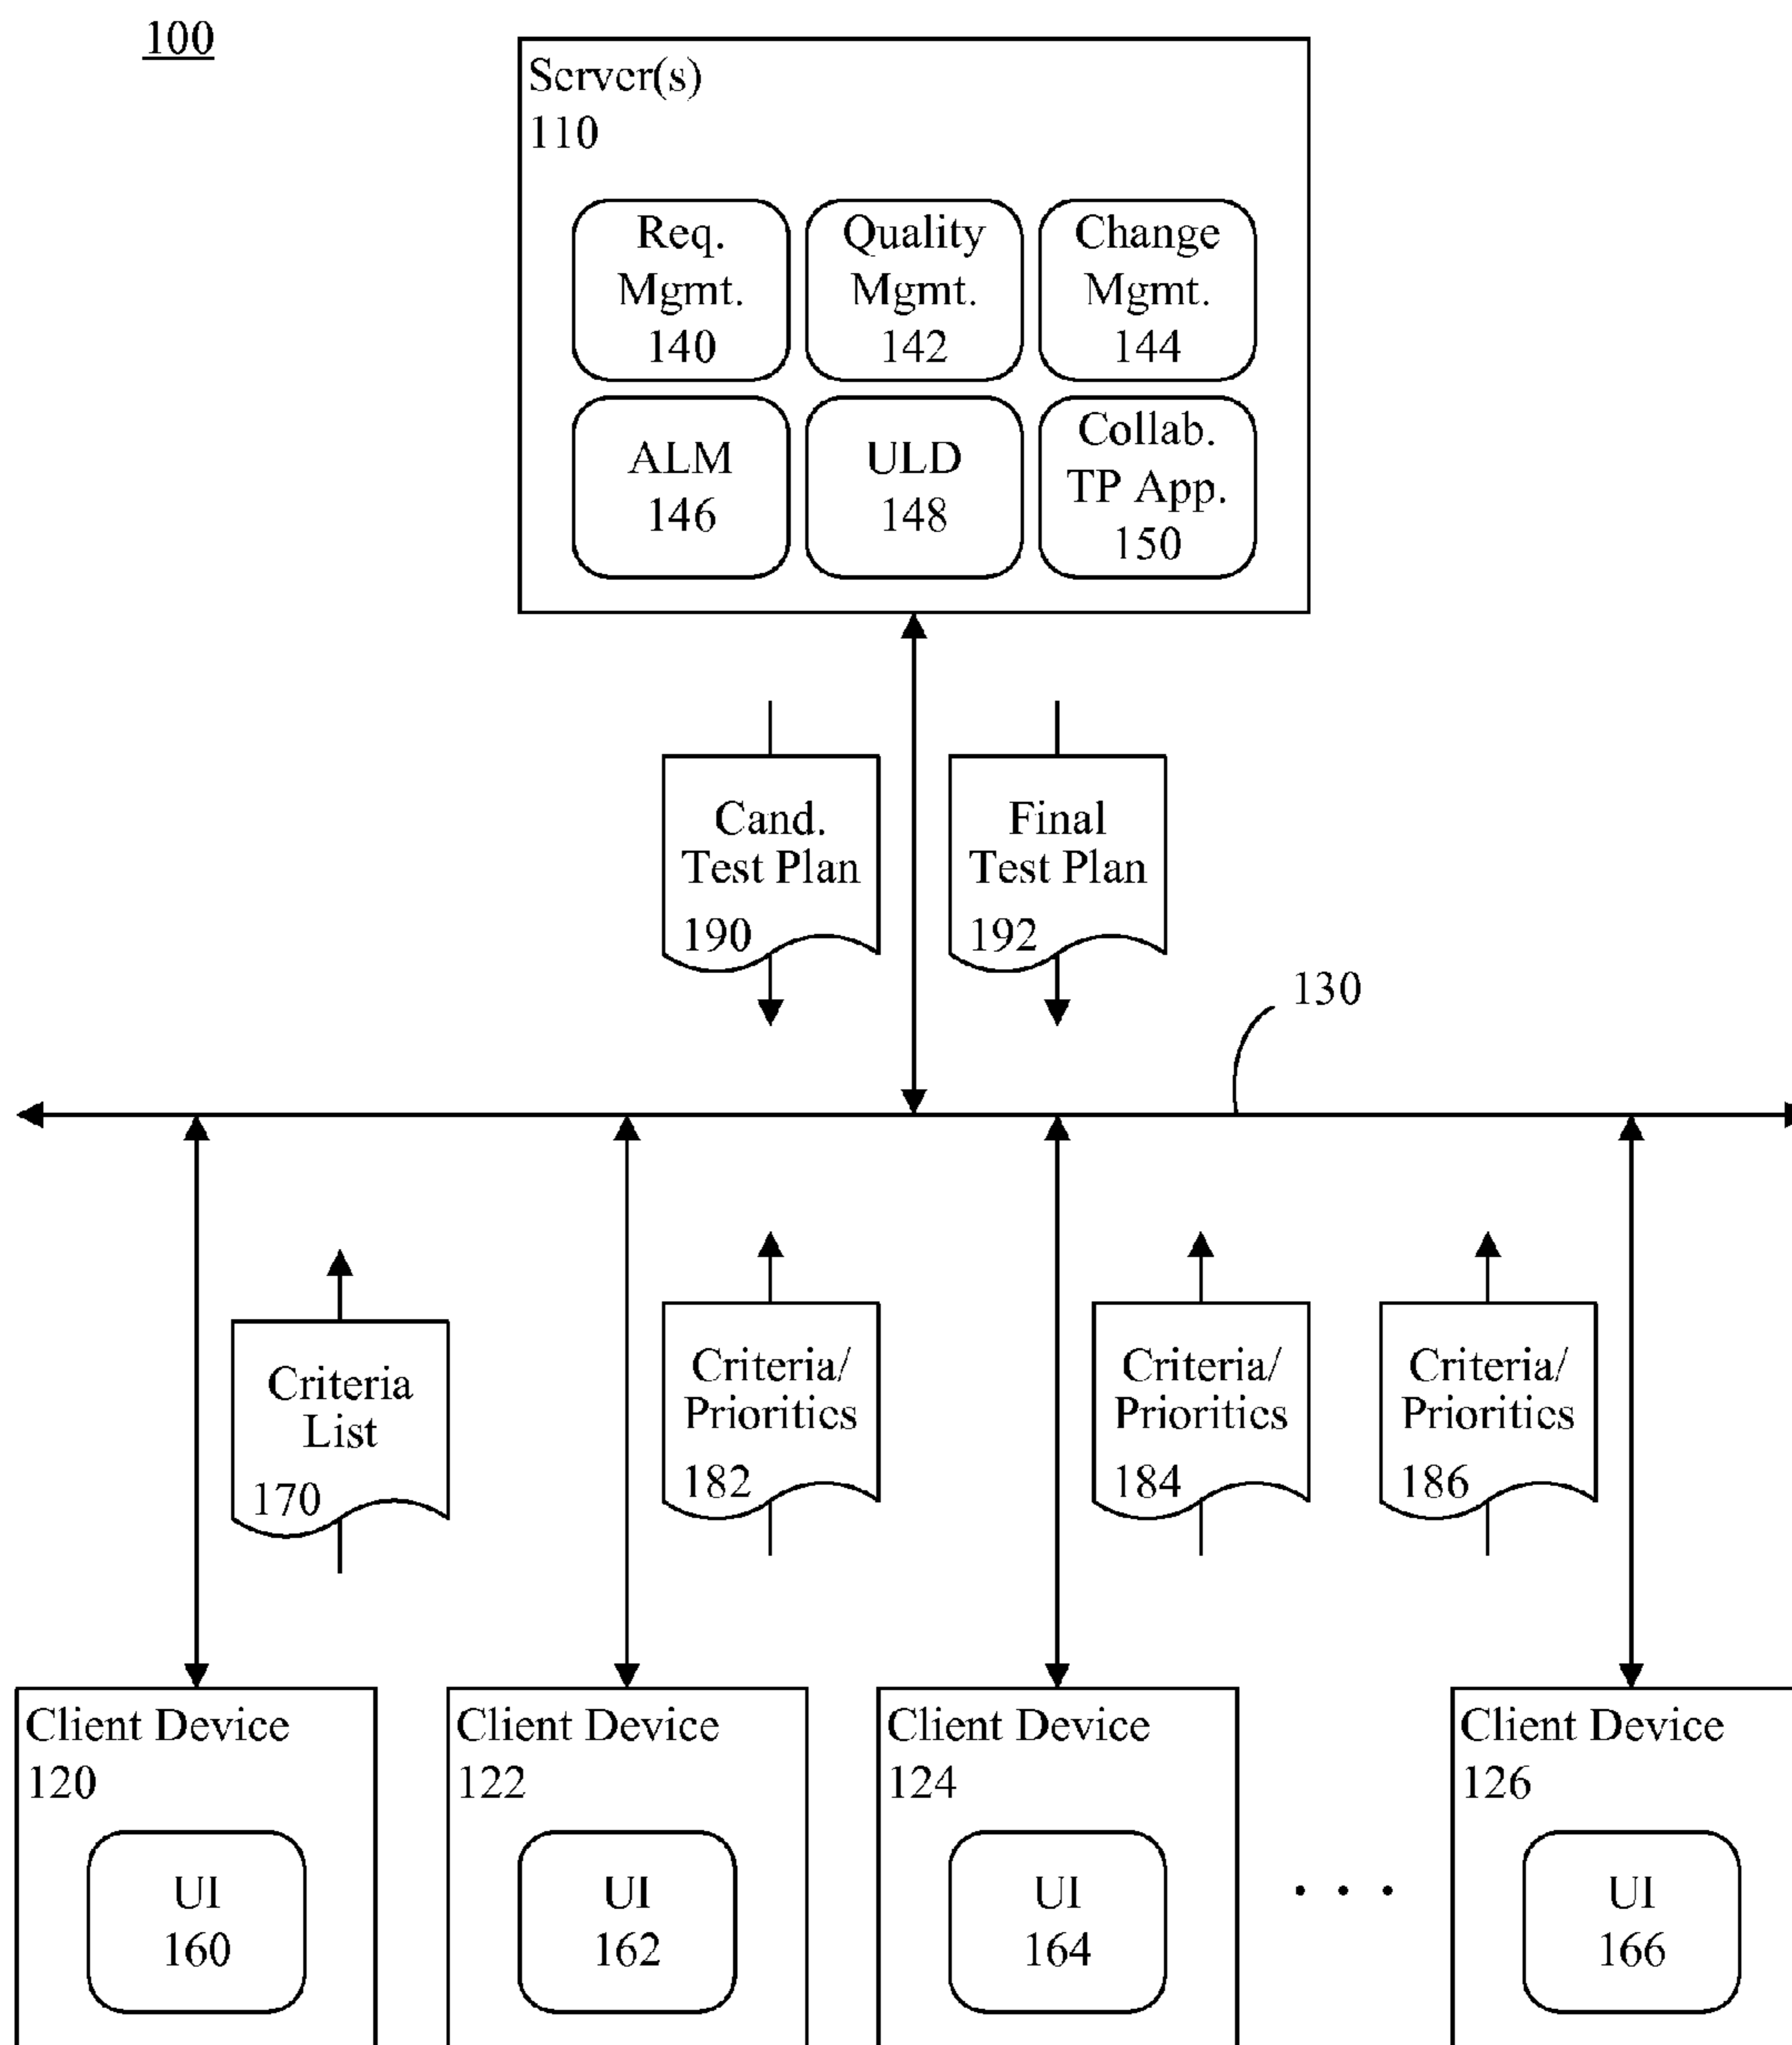 100
Server(s)
110
Req.
Mgmt.
140
Quality
Mgmt.
142
Change
Mgmt.
144
ALM
146
ULD
148
Collab.
TP App.
150
Cand.
Test Plan
190
Final
Test Plan
192
130
Criteria
List
170
Criteria/
Priorities
182
Criteria/
Priorities
184
Criteria/
Priorities
186
Client Device
120
UI
160
Client Device
122
UI
162
Client Device
124
UI
164
. . .
Client Device
126
UI
166